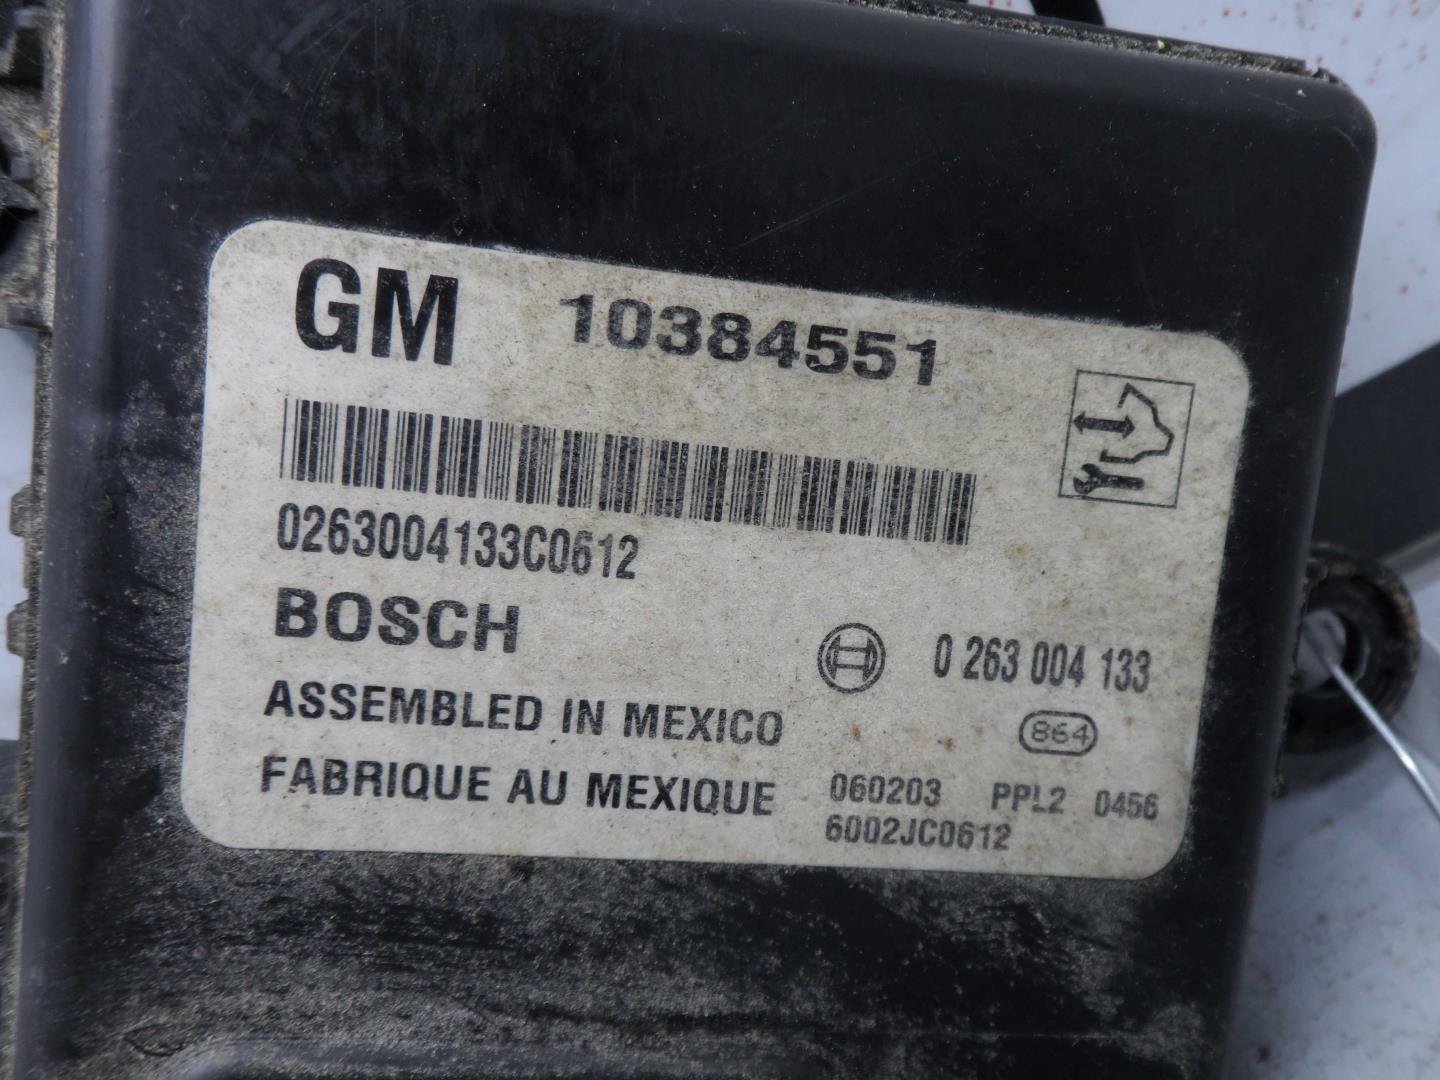 GM 10384551
0263004133C0612
BOSCH
0 263 004 133
ASSEMBLED IN MEXICO
864
FABRIQUE AU MEXIQUE
060203 PPL2 0456
6002JC0612